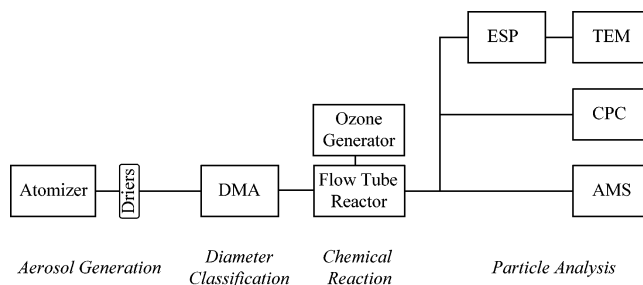 ESP
TEM
CPC
Ozone
Generator
Atomizer
Driers
DMA
Flow Tube
Reactor
AMS
Aerosol Generation
Diameter
Classification
Chemical
Reaction
Particle Analysis